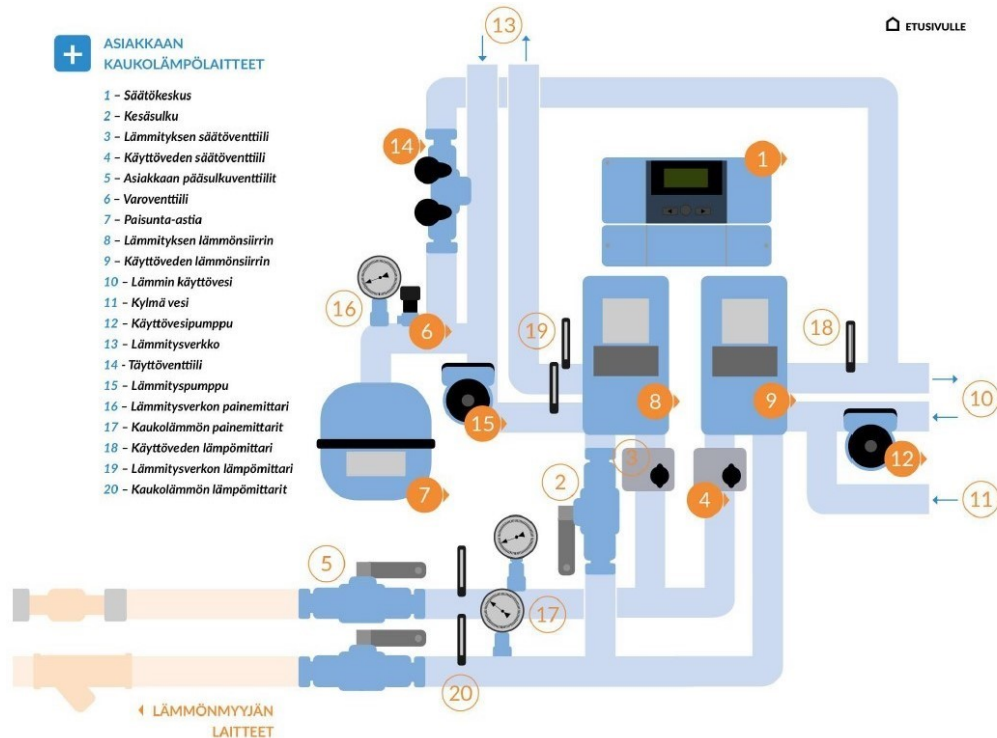 ETUSIVULLE
+
ASIAKKAAN
KAUKOLÄMPÖLAITTEET
1 – Säätökeskus
2 – Kesäsulku
3 – Lämmityksen säätöventtiili
4 – Käyttöveden säätöventtiili
5 – Asiakkaan pääsulkuventtiilit
6 – Varoventtiili
7 – Paisunta-astia
8 – Lämmityksen lämmönsiirrin
9 – Käyttöveden lämmönsiirrin
10 – Lämmin käyttövesi
11 – Kylmä vesi
12 – Käyttövesipumppu
13 – Lämmitysverkko
14 - Täyttöventtiili
15 – Lämmityspumppu
16 – Lämmitysverkon painemittari
17 – Kaukolämmön painemittarit
18 – Käyttöveden lämpömittari
19 – Lämmitysverkon lämpömittari
20 – Kaukolämmön lämpömittarit
13
14
1
16
6
19
18
8
9
10
15
12
3
2
7
4
11
5
17
20
LÄMMÖNMYYJÄN
LAITTEET